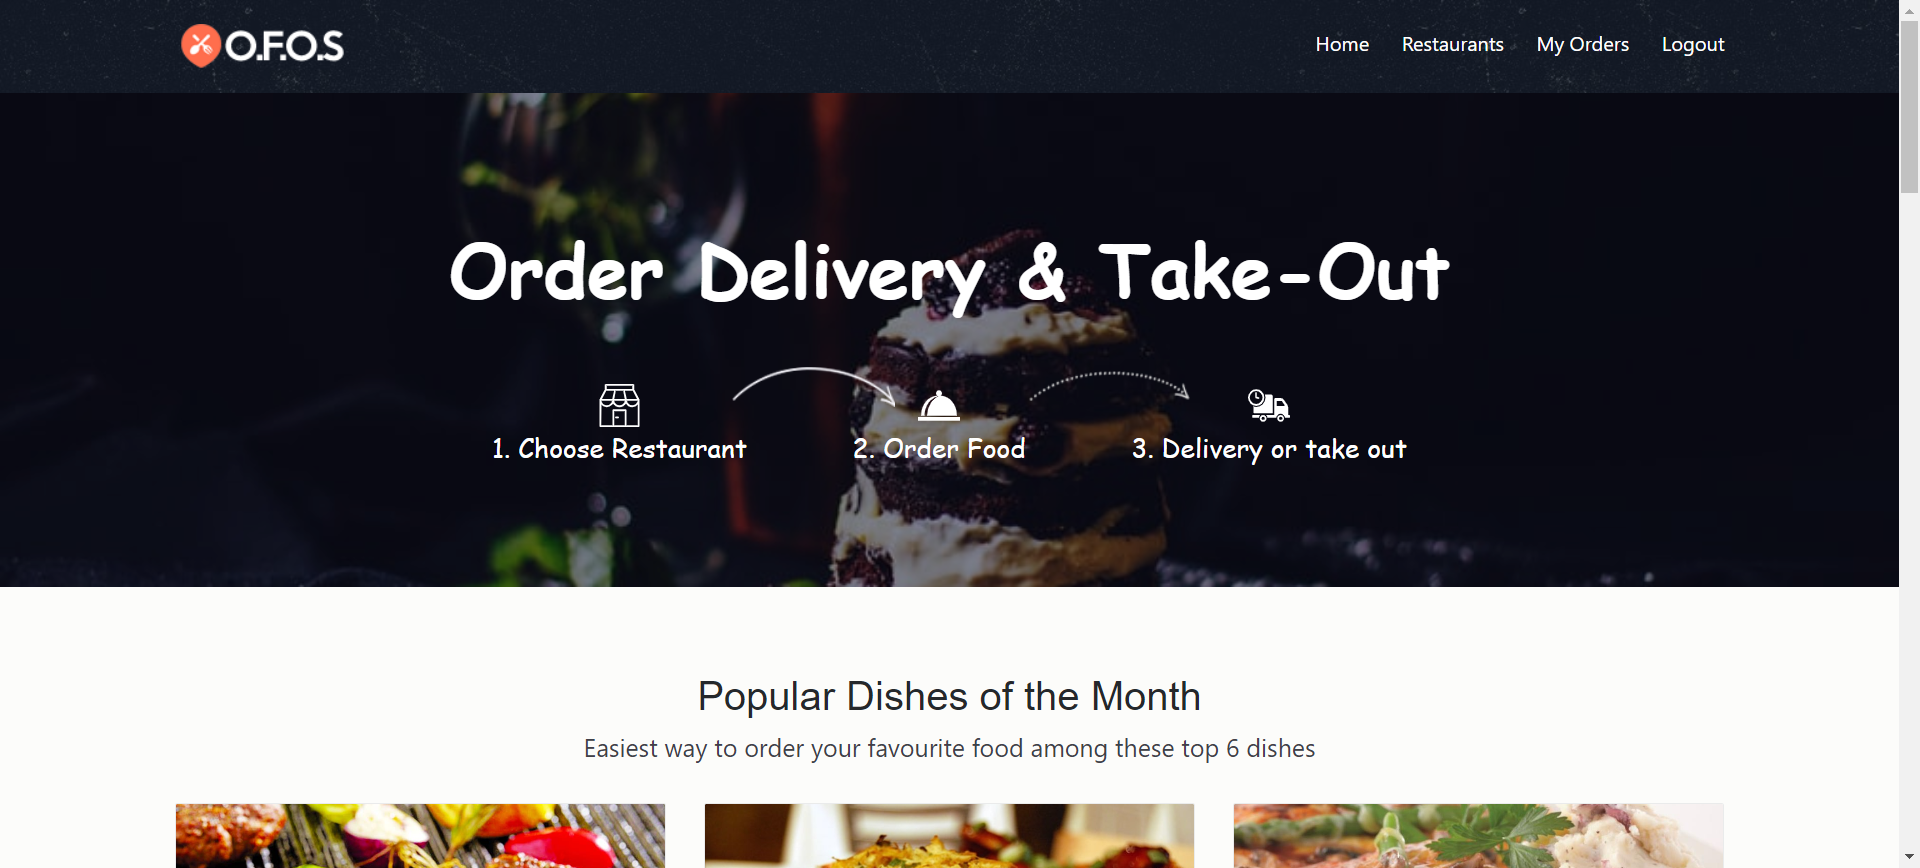 O.F.O.S
Home Restaurants My Orders Logout
Order Delivery & Take-Out
1. Choose Restaurant
2. Order Food
3. Delivery or take out
Popular Dishes of the Month
Easiest way to order your favourite food among these top 6 dishes